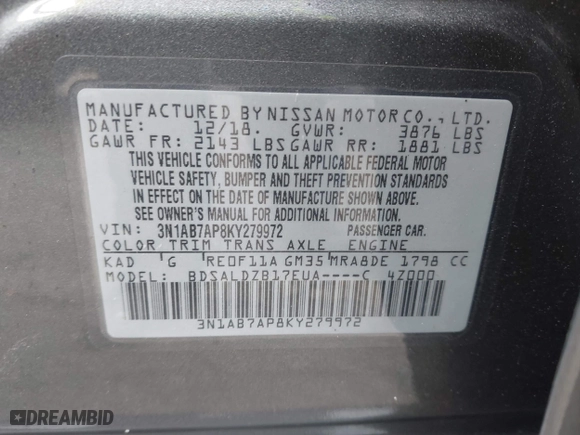 MANUFACTURED BY NISSAN MOTOR CO., LTD.
DATE: 12/18. GVWR: 3876 LBS
GAWR FR: 2143 LBS GAWR RR: 1881 LBS
THIS VEHICLE CONFORMS TO ALL APPLICABLE FEDERAL MOTOR
VEHICLE SAFETY, BUMPER AND THEFT PREVENTION STANDARDS
IN EFFECT ON THE DATE OF MANUFACTURE SHOWN ABOVE.
SEE OWNER'S MANUAL FOR ADDITIONAL INFORMATION.
VIN: 3N1AB7AP8KY279972 PASSENGER CAR.
COLOR TRIM TRANS AXLE ENGINE
KAD G RE0F11A GM35 MRA8DE 1798 CC
MODEL: BDSALDZB17EUA----C 4Z000
3N1AB7AP8KY279972
DREAMBID